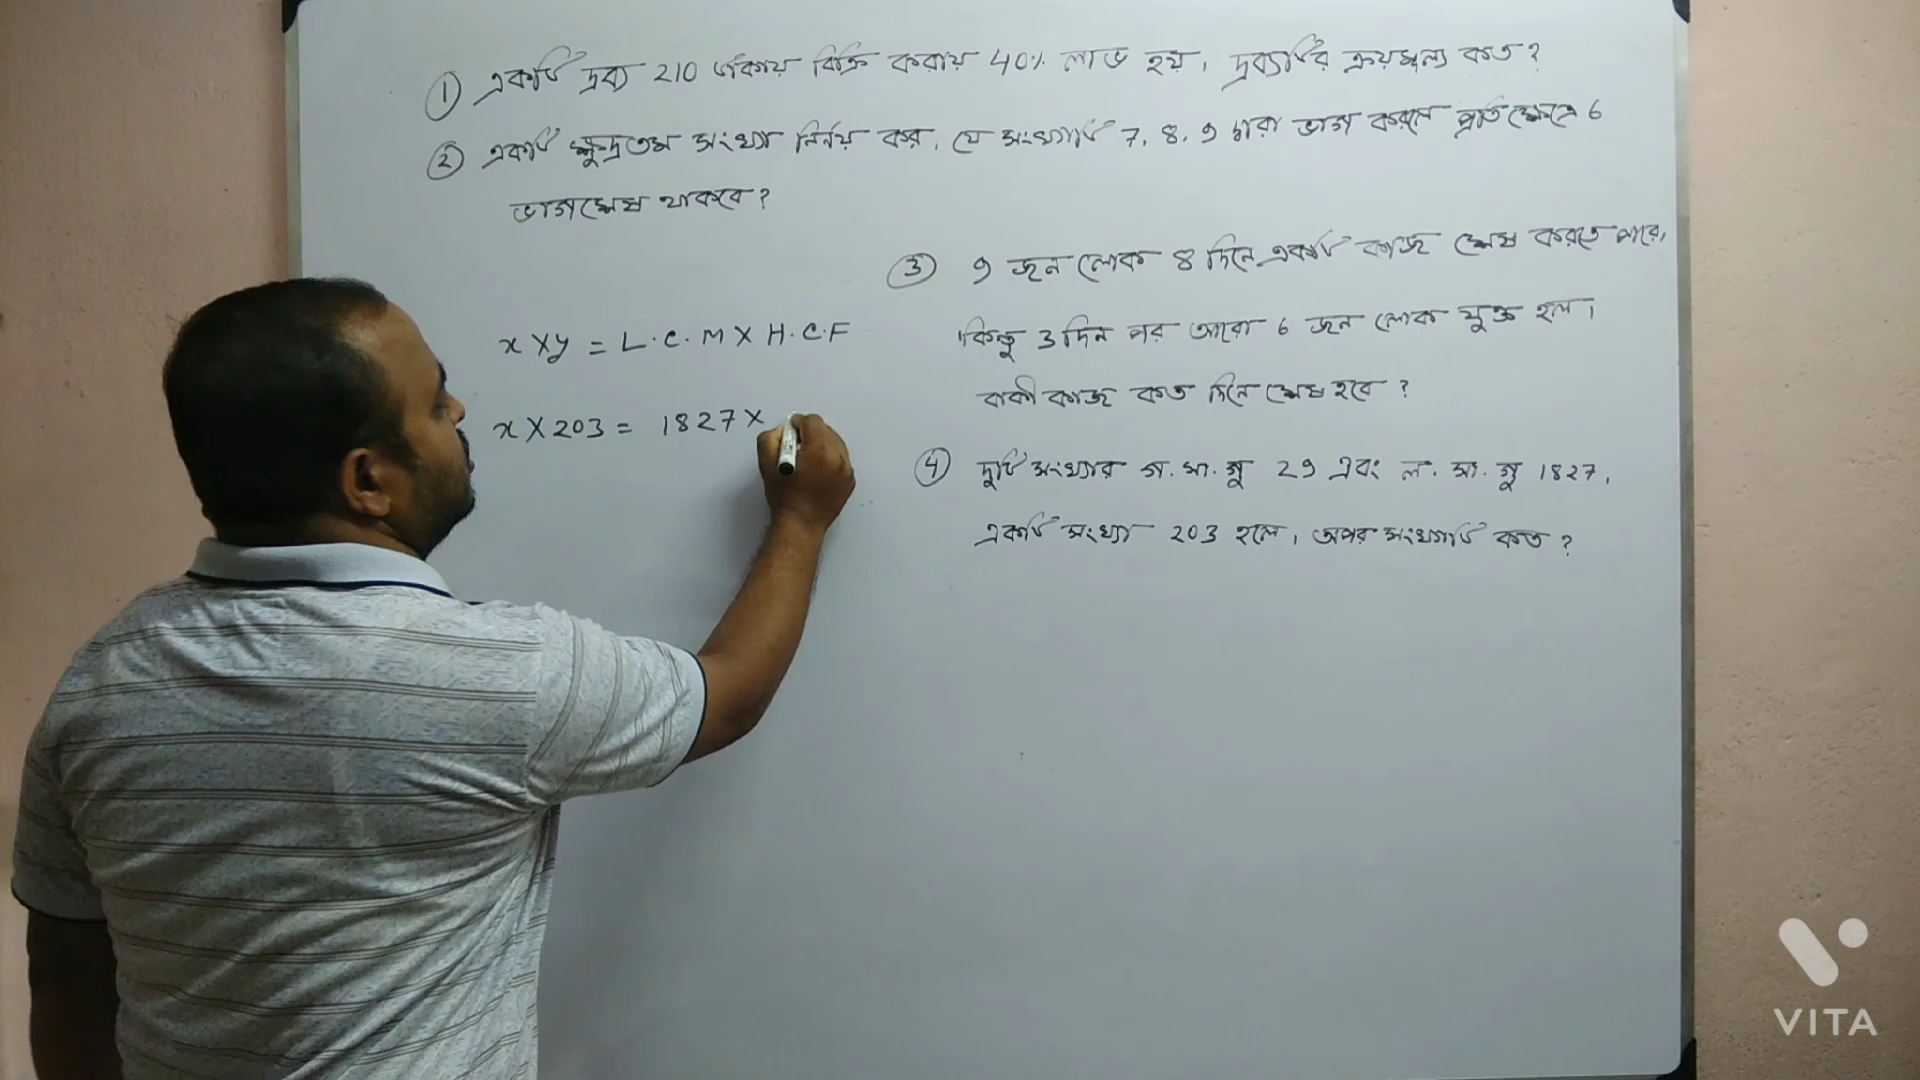 ① একটি দ্রব্য 210 টাকায় বিক্রি করায় 40% লাভ হয়, দ্রব্যটির ক্রয়মূল্য কত?
② একটি ক্ষুদ্রতম সংখ্যা নির্নয় কর, যে সংখ্যাটি 7, 8, 9 দ্বারা ভাগ করলে প্রতিক্ষেত্রে 6
ভাগশেষ থাকবে?
③ 9 জন লোক 8 দিনে একটি কাজ শেষ করতে পারে,
কিন্তু 3 দিন পর আরো 6 জন লোক যুক্ত হল।
বাকী কাজ কত দিনে শেষ হবে?
④ দুটি সংখ্যার গ. সা. গু 29 এবং ল. সা. গু 1827,
একটি সংখ্যা 203 হলে, অপর সংখ্যাটি কত?
x X y = L.C.M X H.C.F
x X 203 = 1827 X
VITA